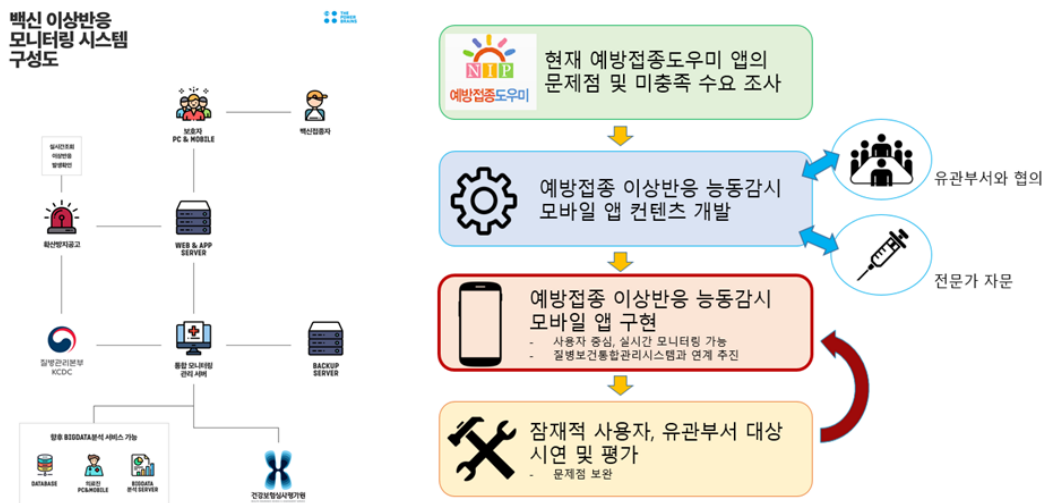 백신 이상반응
모니터링 시스템
구성도
THE
POWER
BRAINS
보호자
PC & MOBILE
백신접종자
실시간조회
이상반응
발생확인
확산방지공고
WEB & APP
SERVER
질병관리본부
KCDC
통합 모니터링
관리 서버
BACKUP
SERVER
향후 BIGDATA분석 서비스 가능
DATABASE
의료진
PC&MOBILE
BIGDATA
분석 SERVER
건강보험심사평가원
NIP
예방접종도우미
현재 예방접종도우미 앱의
문제점 및 미충족 수요 조사
예방접종 이상반응 능동감시
모바일 앱 컨텐츠 개발
유관부서와 협의
전문가 자문
예방접종 이상반응 능동감시
모바일 앱 구현
- 사용자 중심, 실시간 모니터링 가능
- 질병보건통합관리시스템과 연계 추진
잠재적 사용자, 유관부서 대상
시연 및 평가
- 문제점 보완